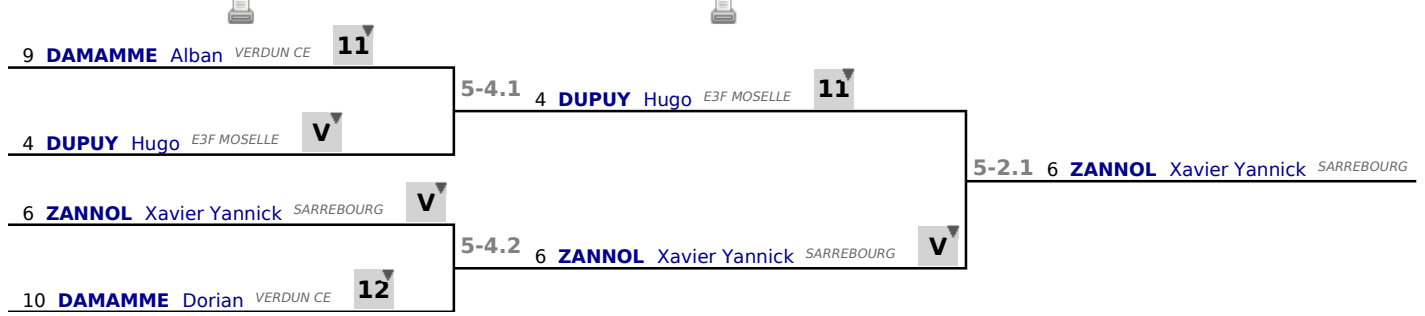 9 DAMAMME Alban VERDUN CE 11
5-4.1 4 DUPUY Hugo E3F MOSELLE 11
4 DUPUY Hugo E3F MOSELLE V
5-2.1 6 ZANNOL Xavier Yannick SARREBOURG
6 ZANNOL Xavier Yannick SARREBOURG V
5-4.2 6 ZANNOL Xavier Yannick SARREBOURG V
10 DAMAMME Dorian VERDUN CE 12